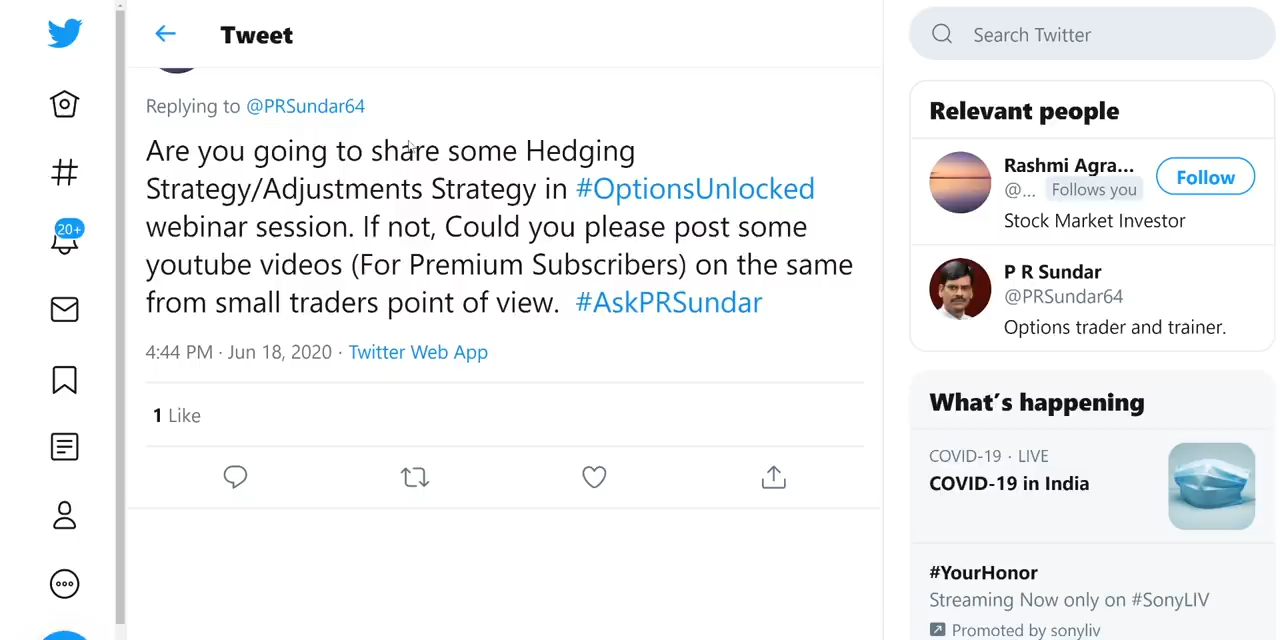 Tweet
Replying to @PRSundar64
Are you going to share some Hedging
Strategy/Adjustments Strategy in #OptionsUnlocked
webinar session. If not, Could you please post some
youtube videos (For Premium Subscribers) on the same
from small traders point of view. #AskPRSundar
4:44 PM · Jun 18, 2020 · Twitter Web App
1 Like
20+
Search Twitter
Relevant people
Rashmi Agra...
@... Follows you
Follow
Stock Market Investor
P R Sundar
@PRSundar64
Options trader and trainer.
What's happening
COVID-19 · LIVE
COVID-19 in India
#YourHonor
Streaming Now only on #SonyLIV
Promoted by sonyliv